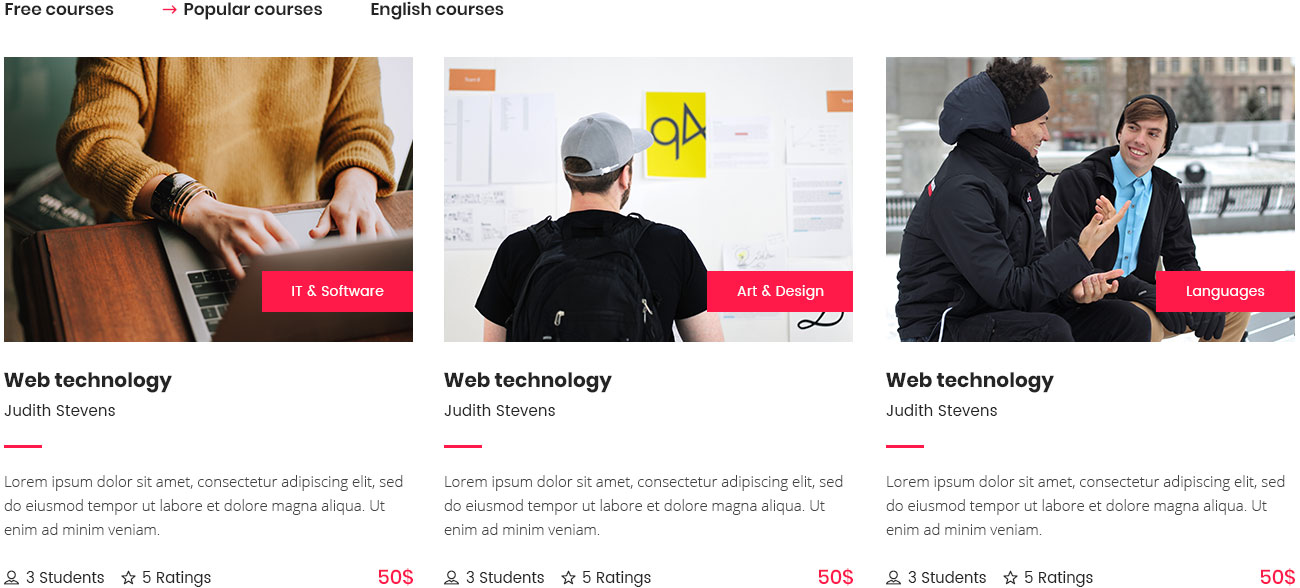 Free courses
→ Popular courses
English courses
Team 8
Team
94
IT & Software
Art & Design
Languages
Web technology
Judith Stevens
Lorem ipsum dolor sit amet, consectetur adipiscing elit, sed
do eiusmod tempor ut labore et dolore magna aliqua. Ut
enim ad minim veniam.
3 Students
5 Ratings
50$
Web technology
Judith Stevens
Lorem ipsum dolor sit amet, consectetur adipiscing elit, sed
do eiusmod tempor ut labore et dolore magna aliqua. Ut
enim ad minim veniam.
3 Students
5 Ratings
50$
Web technology
Judith Stevens
Lorem ipsum dolor sit amet, consectetur adipiscing elit, sed
do eiusmod tempor ut labore et dolore magna aliqua. Ut
enim ad minim veniam.
3 Students
5 Ratings
50$